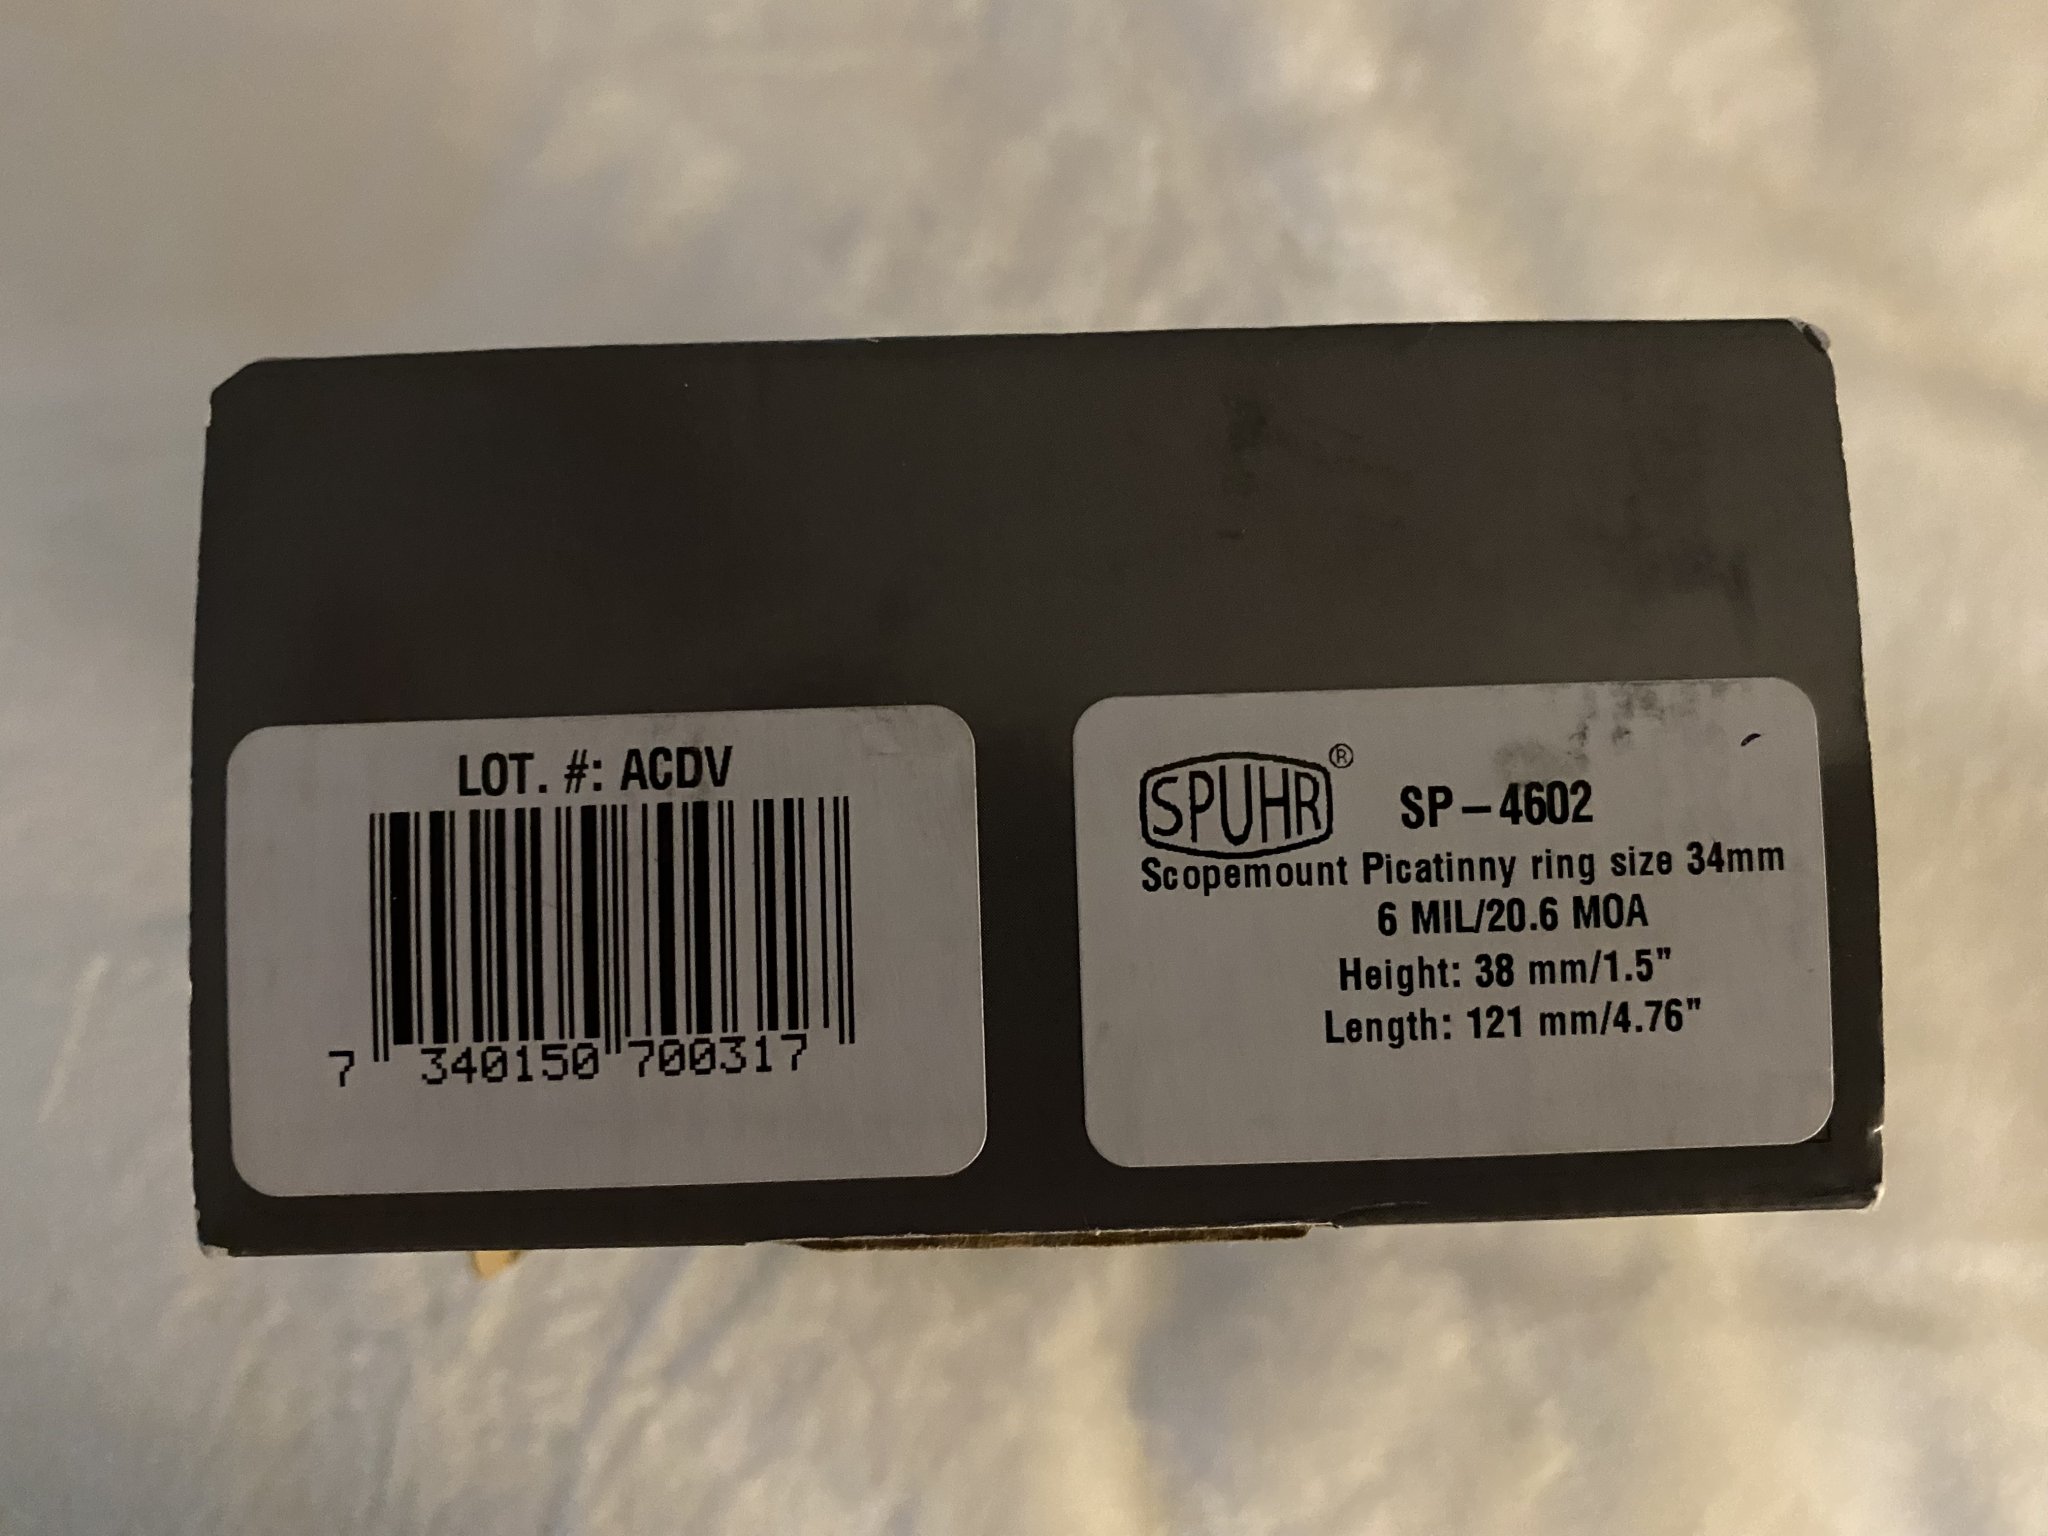 LOT. #: ACDV
7 340150 700317
SPUHR® SP-4602
Scopemount Picatinny ring size 34mm
6 MIL/20.6 MOA
Height: 38 mm/1.5"
Length: 121 mm/4.76"